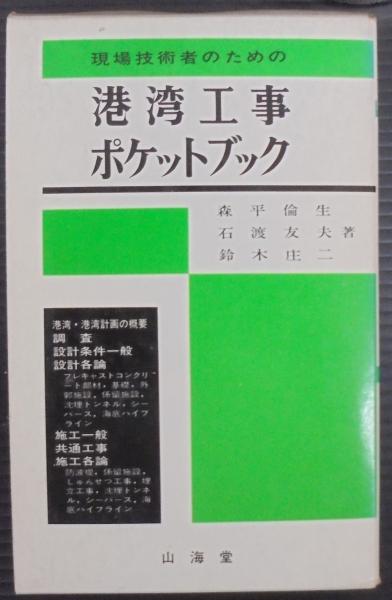 現場技術者のための
港湾工事
ポケットブック
森平倫生
石渡友夫著
鈴木庄二
港湾・港湾計画の概要
調査
設計条件一般
設計各論
プレキャストコンクリ
ート部材，基礎，外
郭施設，係留施設，
沈埋トンネル，シー
バース，海底パイプ
ライン
施工一般
共通工事
施工各論
防波堤，係留施設，
しゅんせつ工事，埋
立工事，沈埋トンネ
ル，シーバース，海
底パイプライン
山海堂